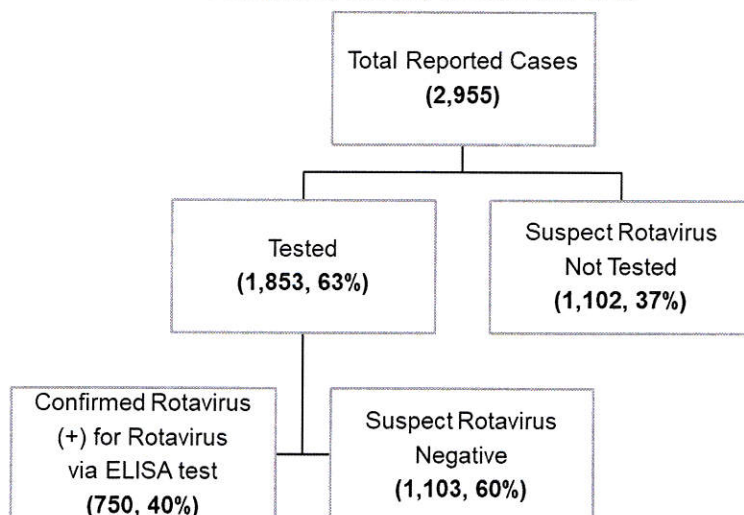 Total Reported Cases
(2,955)
Tested
(1,853, 63%)
Suspect Rotavirus
Not Tested
(1,102, 37%)
Confirmed Rotavirus
(+) for Rotavirus
via ELISA test
(750, 40%)
Suspect Rotavirus
Negative
(1,103, 60%)